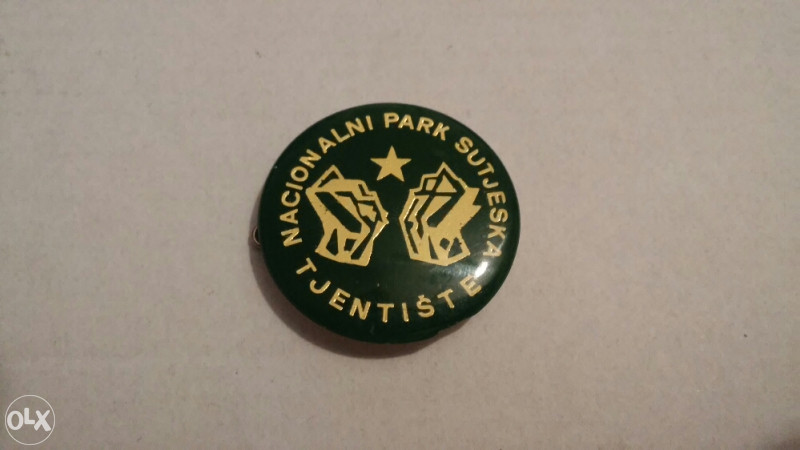 NACIONALNI PARK SUTJESKA
TJENTIŠTE
OLX